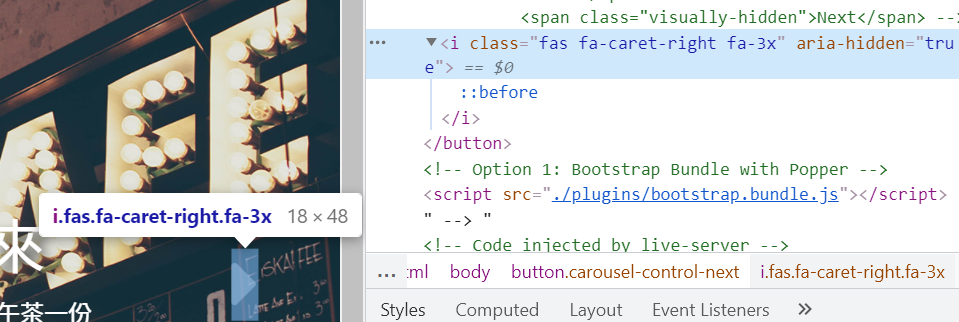 <span class="visually-hidden">Next</span> --
••• ▼<i class="fas fa-caret-right fa-3x" aria-hidden="tru
e"> == $0
::before
</i>
</button>
<!-- Option 1: Bootstrap Bundle with Popper -->
<script src="./plugins/bootstrap.bundle.js"></script>
" --> "
<!-- Code injected by live-server -->
... tml body button.carousel-control-next i.fas.fa-caret-right.fa-3x
Styles Computed Layout Event Listeners »
AFE
i.fas.fa-caret-right.fa-3x 18 × 48
來
午茶一份